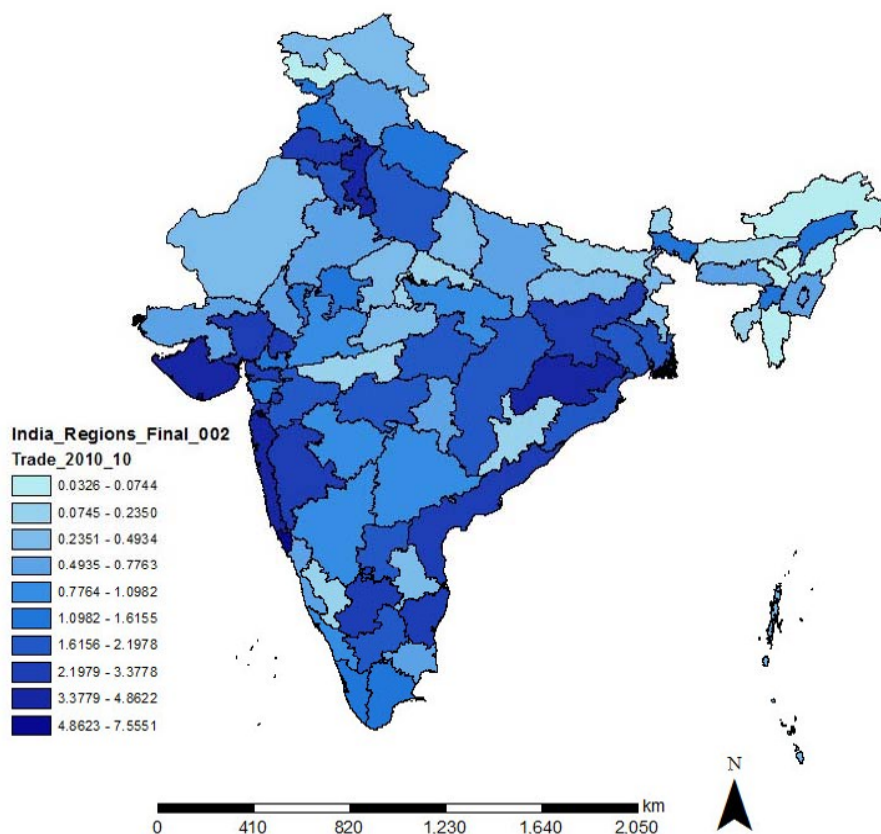 India_Regions_Final_002
Trade_2010_10
0.0326 - 0.0744
0.0745 - 0.2350
0.2351 - 0.4934
0.4935 - 0.7763
0.7764 - 1.0982
1.0982 - 1.6155
1.6156 - 2.1978
2.1979 - 3.3778
3.3779 - 4.8622
4.8623 - 7.5551
N
km
0 410 820 1.230 1.640 2.050